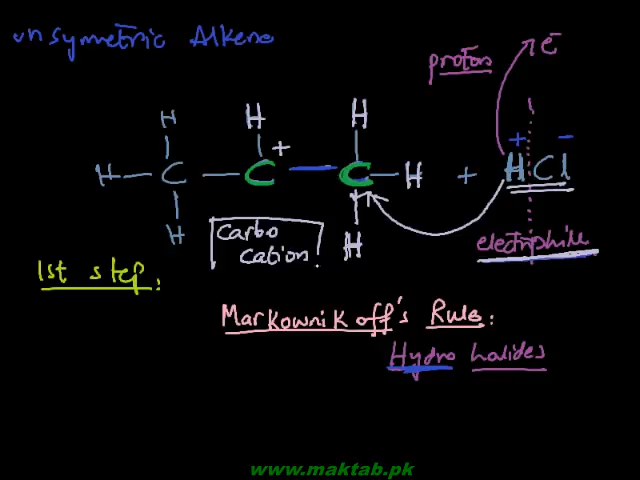 unsymmetric Alkene
proton e
H H H
H C C + C H + H + Cl -
H H
Carbo
cation
electrophile
1st step
Markownikoff's Rule:
Hydro halides
www.maktab.pk